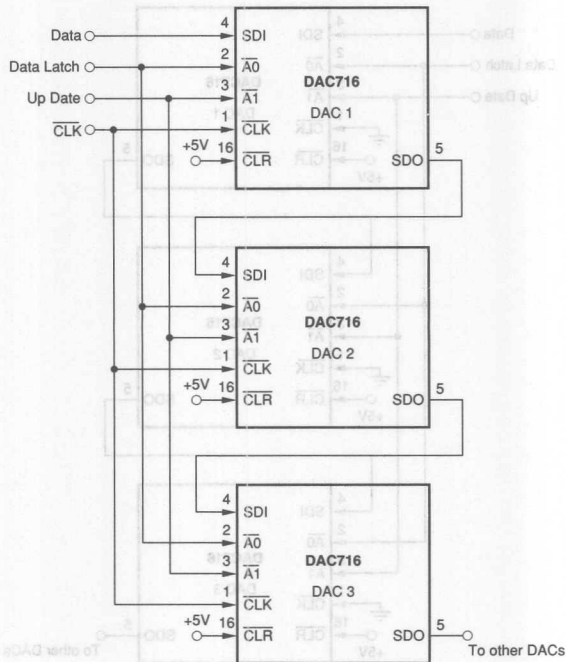 Data
4
SDI
Data Latch
2
A0
DAC716
Up Date
3
A1
DAC 1
CLK
1
CLK
+5V
16
CLR
SDO
5
4
SDI
2
A0
DAC716
3
A1
DAC 2
1
CLK
+5V
16
CLR
SDO
5
4
SDI
2
A0
DAC716
3
A1
DAC 3
1
CLK
+5V
16
CLR
SDO
5
To other DACs